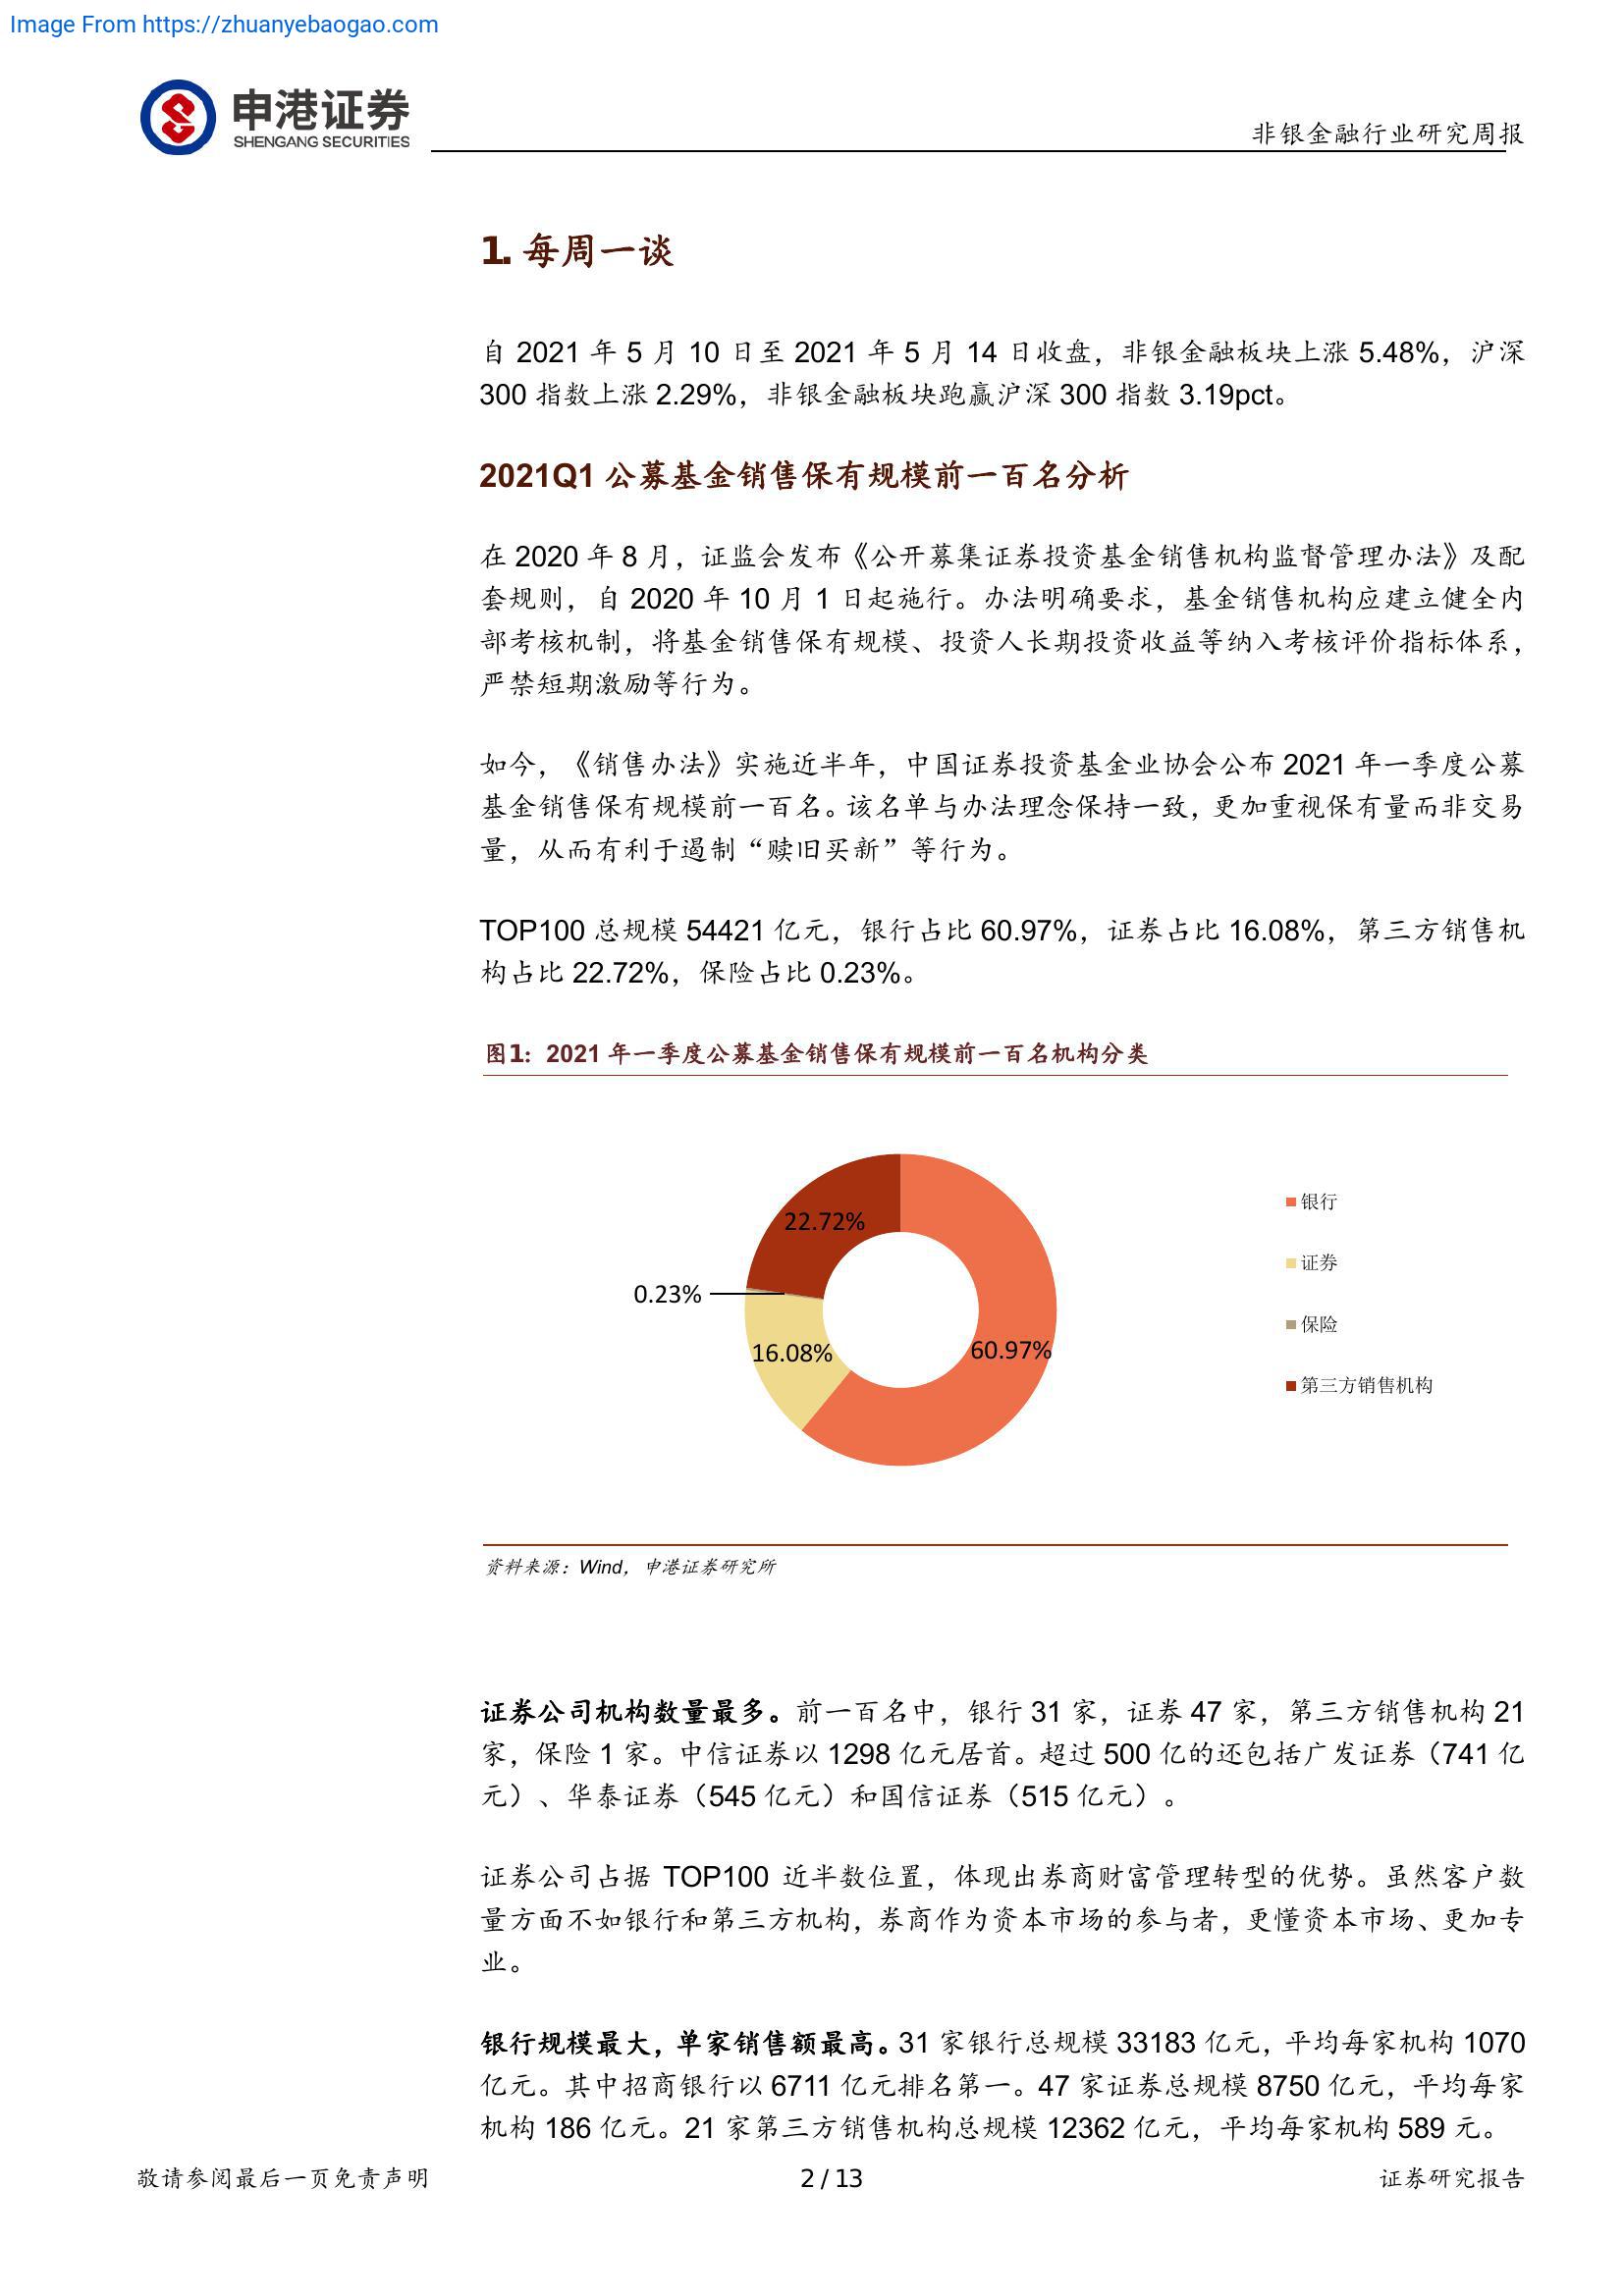 Image From https://zhuanyebaogao.com
申港证券
SHENGANG SECURITIES
非银金融行业研究周报
1. 每周一谈
自 2021 年 5 月 10 日至 2021 年 5 月 14 日收盘，非银金融板块上涨 5.48%，沪深
300 指数上涨 2.29%，非银金融板块跑赢沪深 300 指数 3.19pct。
2021Q1 公募基金销售保有规模前一百名分析
在 2020 年 8 月，证监会发布《公开募集证券投资基金销售机构监督管理办法》及配
套规则，自 2020 年 10 月 1 日起施行。办法明确要求，基金销售机构应建立健全内
部考核机制，将基金销售保有规模、投资人长期投资收益等纳入考核评价指标体系，
严禁短期激励等行为。
如今，《销售办法》实施近半年，中国证券投资基金业协会公布 2021 年一季度公募
基金销售保有规模前一百名。该名单与办法理念保持一致，更加重视保有量而非交易
量，从而有利于遏制“赎旧买新”等行为。
TOP100 总规模 54421 亿元，银行占比 60.97%，证券占比 16.08%，第三方销售机
构占比 22.72%，保险占比 0.23%。
图1: 2021 年一季度公募基金销售保有规模前一百名机构分类
22.72%
0.23%
16.08%
60.97%
银行
证券
保险
第三方销售机构
资料来源：Wind，申港证券研究所
证券公司机构数量最多。前一百名中，银行 31 家，证券 47 家，第三方销售机构 21
家，保险 1 家。中信证券以 1298 亿元居首。超过 500 亿的还包括广发证券（741 亿
元）、华泰证券（545 亿元）和国信证券（515 亿元）。
证券公司占据 TOP100 近半数位置，体现出券商财富管理转型的优势。虽然客户数
量方面不如银行和第三方机构，券商作为资本市场的参与者，更懂资本市场、更加专
业。
银行规模最大，单家销售额最高。31 家银行总规模 33183 亿元，平均每家机构 1070
亿元。其中招商银行以 6711 亿元排名第一。47 家证券总规模 8750 亿元，平均每家
机构 186 亿元。21 家第三方销售机构总规模 12362 亿元，平均每家机构 589 元。
敬请参阅最后一页免责声明
2 / 13
证券研究报告